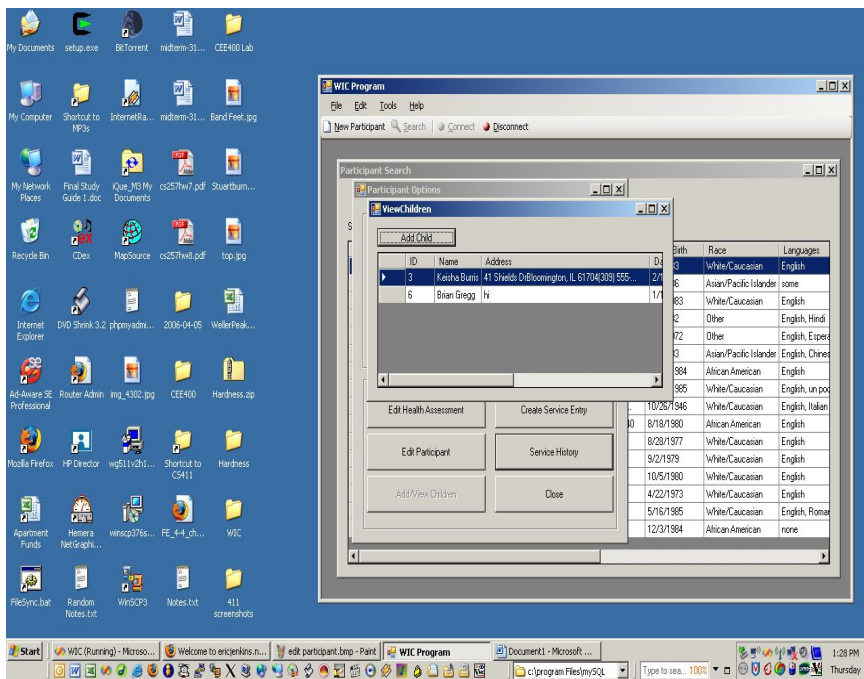 My Documents setup.exe BitTorrent midterm-31... CEE400 Lab
My Computer Shortcut to MP3s InternetRa... midterm-31... Band Feet.jpg
My Network Places Final Study Guide 1.doc iQue_M3 My Documents cs257hw7.pdf Stuartburn...
Recycle Bin CDex MapSource cs257hw8.pdf top.jpg
Internet Explorer DVD Shrink 3.2 phpmyadmi... 2006-04-05 WellerPeak...
Ad-Aware SE Professional Router Admin img_4302.jpg CEE400 Hardness.zip
Mozilla Firefox HP Director wg511v2h1... Shortcut to CS411 Hardness
Apartment Funds Hemera NetGraphi... winscp376s... FE_4-4_ch... WIC
FileSync.bat Random Notes.txt WinSCP3 Notes.txt 411 screenshots
WIC Program
File Edit Tools Help
New Participant Search Connect Disconnect
Participant Search
Participant Options
ViewChildren
Add Child
ID Name Address Da
3 Keisha Burris 41 Shields DrBloomington, IL 61704(309) 555-... 2/1
6 Brian Gregg hi 1/1
Birth Race Languages
White/Caucasian English
Asian/Pacific Islander some
White/Caucasian English
Other English, Hindi
Other English, Espera
Asian/Pacific Islander English, Chines
1984 African American English
1985 White/Caucasian English, un poc
10/26/1946 White/Caucasian English, Italian
8/18/1980 African American English
8/28/1977 White/Caucasian English
9/2/1979 White/Caucasian English
10/5/1980 White/Caucasian English
4/22/1973 White/Caucasian English
5/16/1985 White/Caucasian English, Roman
12/3/1984 African American none
Edit Health Assessment Create Service Entry
Edit Participant Service History
Add/View Children Close
Start WIC (Running) - Microso... Welcome to ericjenkins.n... edit participant.bmp - Paint WIC Program Document1 - Microsoft ... 1:28 PM
c:\program Files\mySQL Type to sea... 100% Thursday